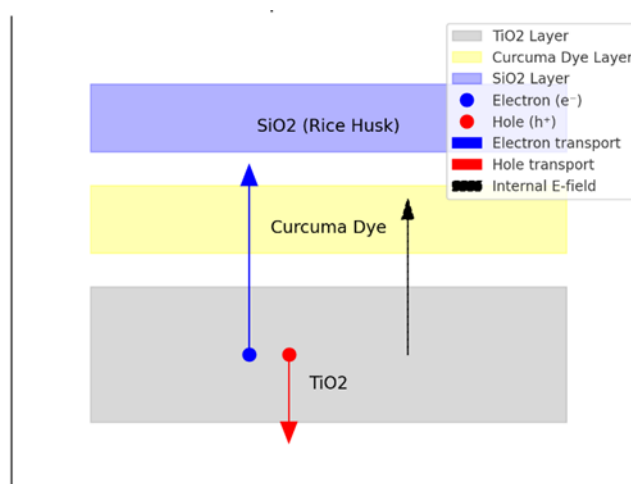 TiO2 Layer
Curcuma Dye Layer
SiO2 Layer
Electron (e⁻)
Hole (h⁺)
Electron transport
Hole transport
Internal E-field
SiO2 (Rice Husk)
Curcuma Dye
TiO2